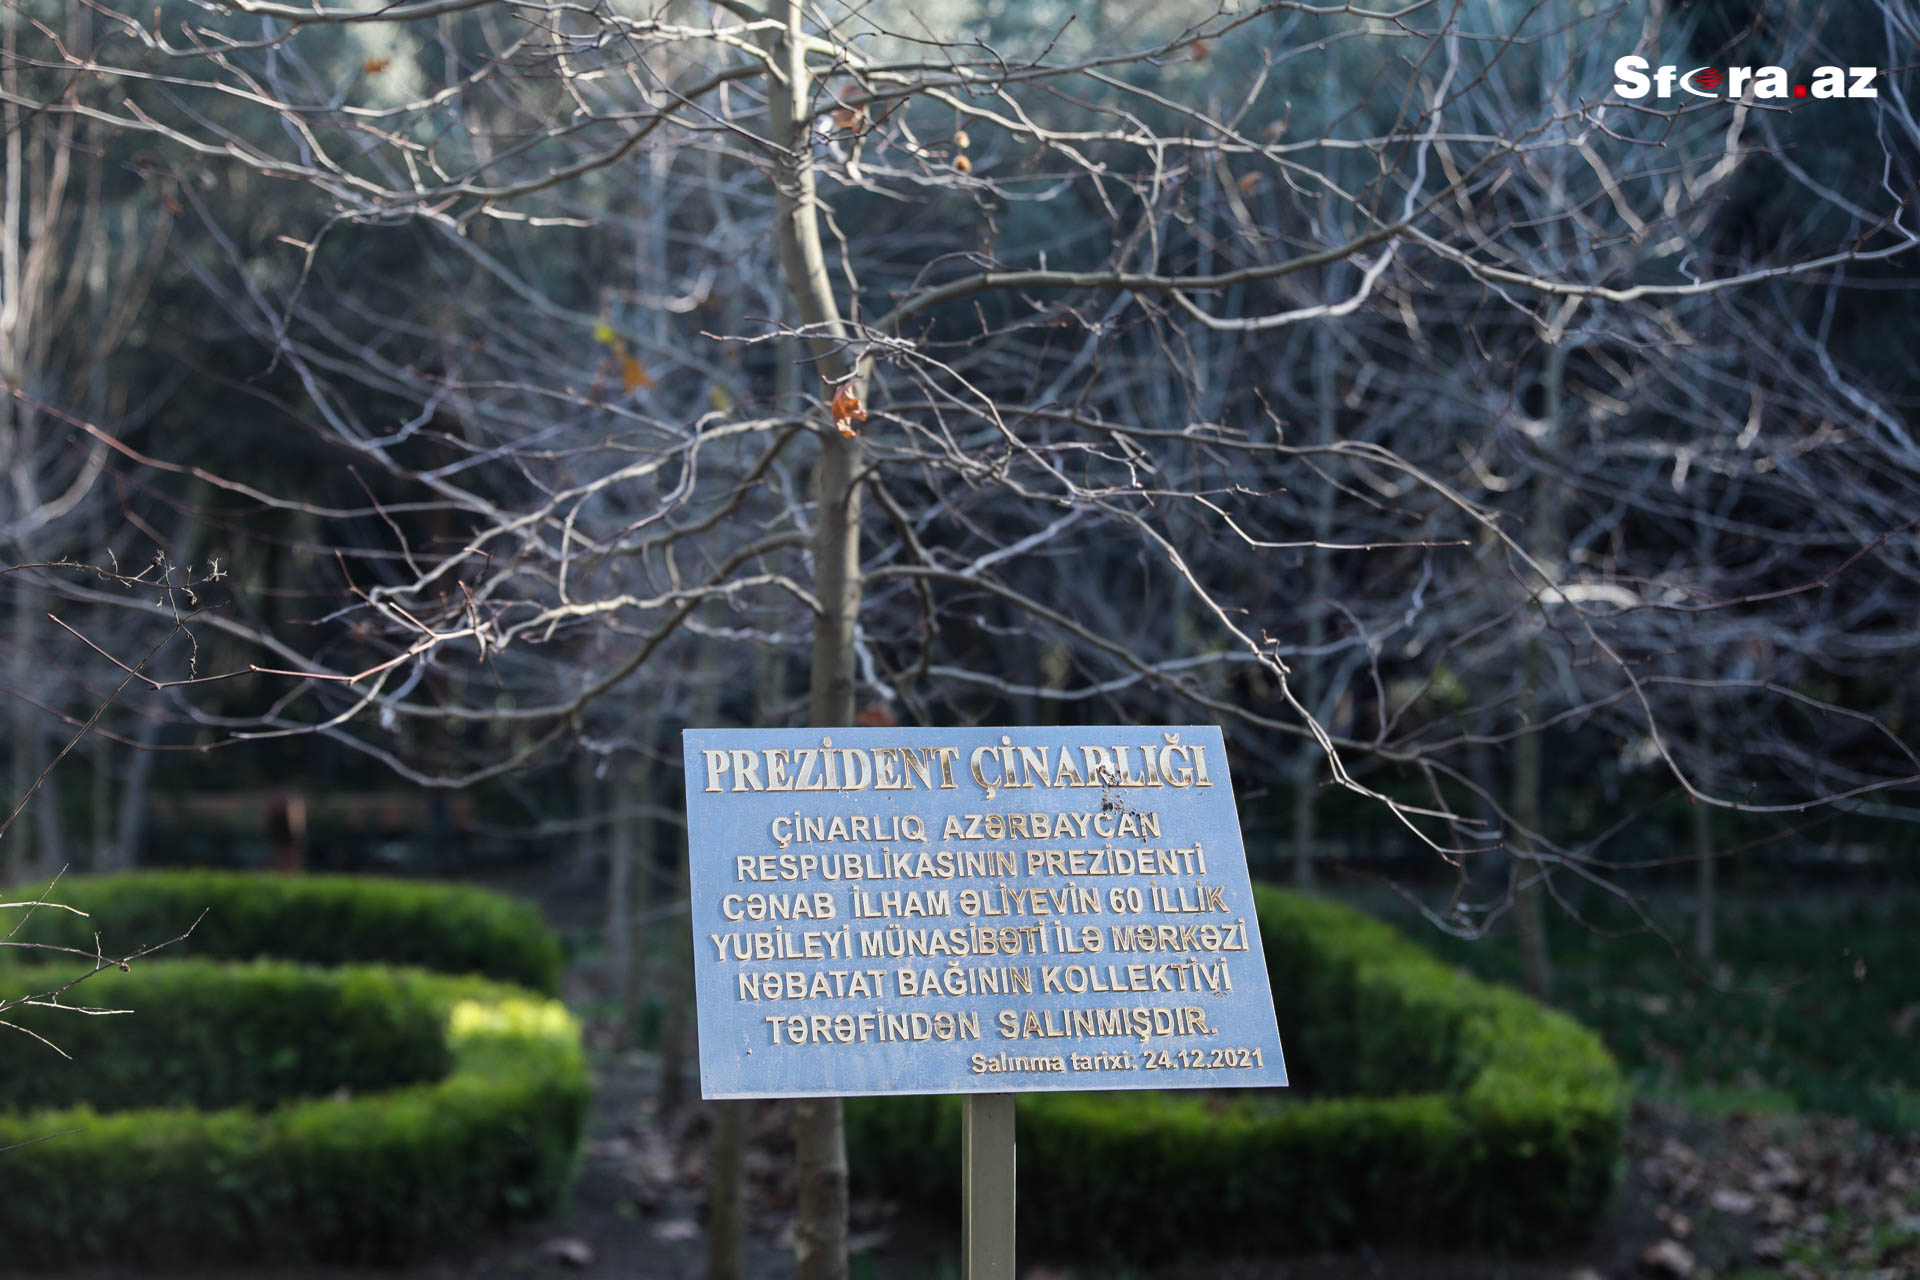 Sfera.az
PREZİDENT ÇİNARLIĞI
ÇİNARLIQ AZƏRBAYCAN
RESPUBLİKASININ PREZİDENTİ
CƏNAB İLHAM ƏLİYEVİN 60 İLLİK
YUBİLEYİ MÜNASİBƏTİ İLƏ MƏRKƏZİ
NƏBATAT BAĞININ KOLLEKTİVİ
TƏRƏFİNDƏN SALINMIŞDIR.
Salınma tarixi: 24.12.2021